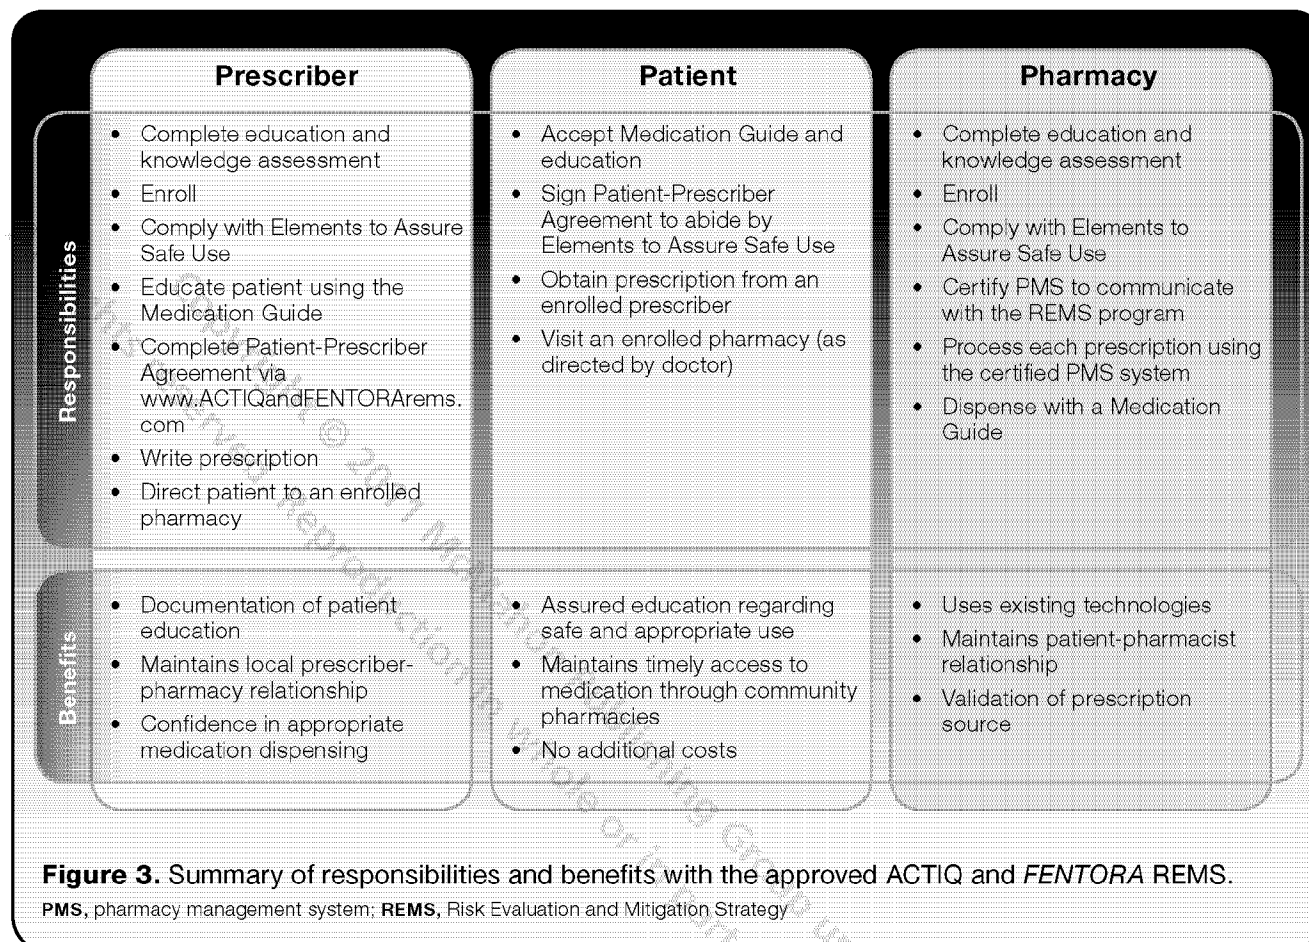 Prescriber
Responsibilities
• Complete education and
knowledge assessment
• Enroll
• Comply with Elements to Assure
Safe Use
• Educate patient using the
Medication Guide
• Complete Patient-Prescriber
Agreement via
www.ACTIQandFENTORArems.
com
• Write prescription
• Direct patient to an enrolled
pharmacy
Benefits
• Documentation of patient
education
• Maintains local prescriber-
pharmacy relationship
• Confidence in appropriate
medication dispensing
Patient
• Accept Medication Guide and
education
• Sign Patient-Prescriber
Agreement to abide by
Elements to Assure Safe Use
• Obtain prescription from an
enrolled prescriber
• Visit an enrolled pharmacy (as
directed by doctor)
• Assured education regarding
safe and appropriate use
• Maintains timely access to
medication through community
pharmacies
• No additional costs
Pharmacy
• Complete education and
knowledge assessment
• Enroll
• Comply with Elements to
Assure Safe Use
• Certify PMS to communicate
with the REMS program
• Process each prescription using
the certified PMS system
• Dispense with a Medication
Guide
• Uses existing technologies
• Maintains patient-pharmacist
relationship
• Validation of prescription
source
Figure 3. Summary of responsibilities and benefits with the approved ACTIQ and FENTORA REMS.
PMS, pharmacy management system; REMS, Risk Evaluation and Mitigation Strategy
© 2011
Reproduction in whole or in part